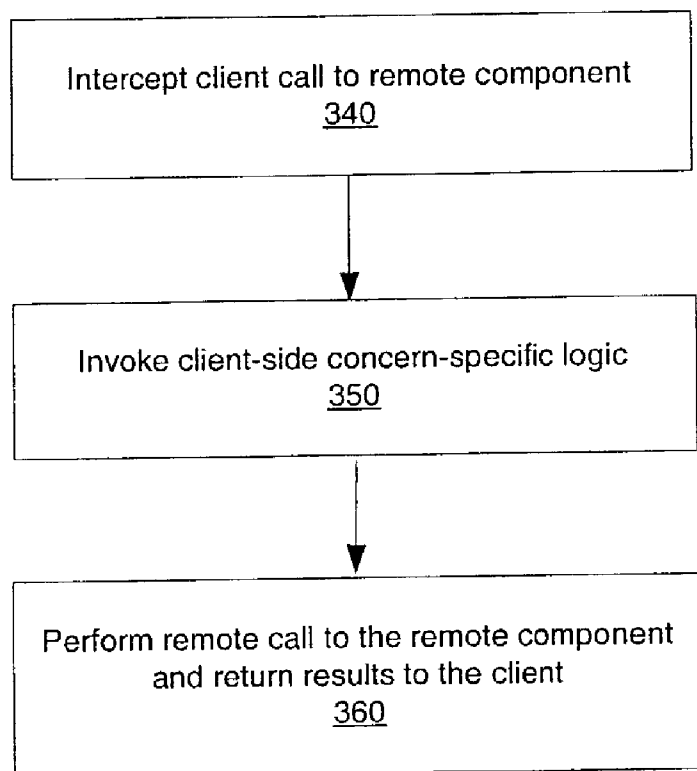 Intercept client call to remote component
340
Invoke client-side concern-specific logic
350
Perform remote call to the remote component
and return results to the client
360